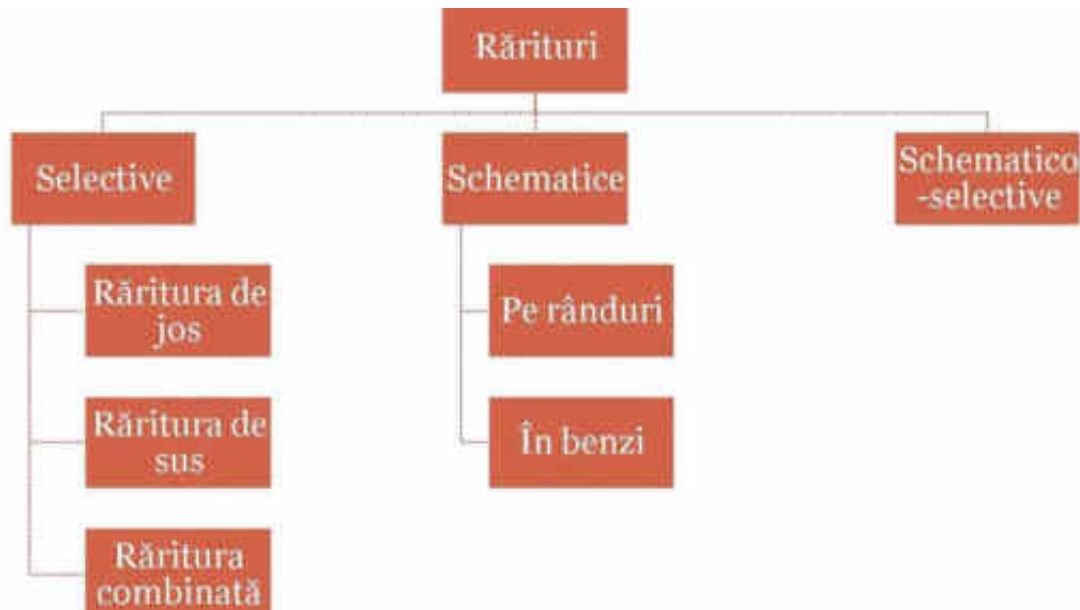 Rărituri
Selective
Schematice
Schematico
-selective
Răritura de
jos
Pe rânduri
Răritura de
sus
În benzi
Răritura
combinată